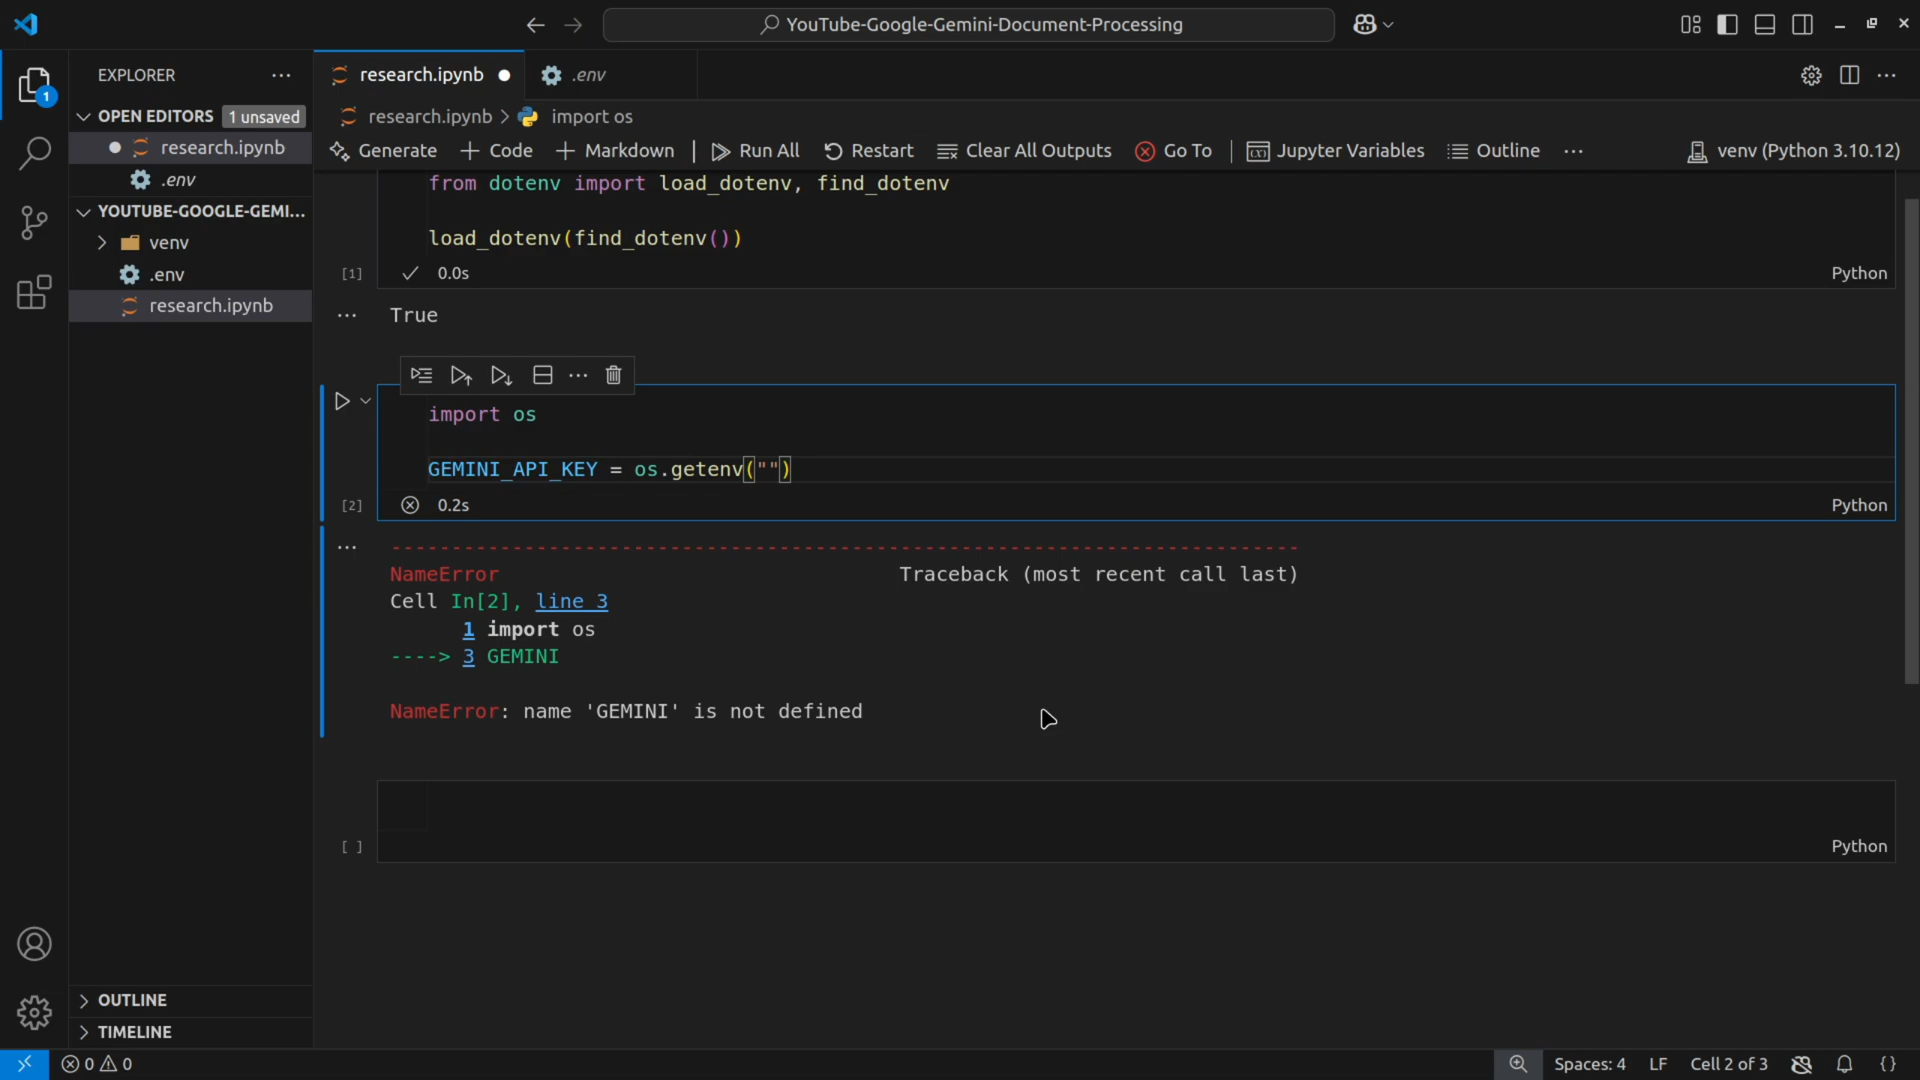 YouTube-Google-Gemini-Document-Processing
1
EXPLORER
OPEN EDITORS
1 unsaved
research.ipynb
.env
YOUTUBE-GOOGLE-GEMI...
venv
.env
research.ipynb
OUTLINE
TIMELINE
research.ipynb
.env
research.ipynb > import os
Generate
+ Code
+ Markdown
Run All
Restart
Clear All Outputs
Go To
Jupyter Variables
Outline
...
venv (Python 3.10.12)
from dotenv import load_dotenv, find_dotenv
load_dotenv(find_dotenv())
[1]
0.0s
Python
True
import os
GEMINI_API_KEY = os.getenv("")
[2]
0.2s
Python
---------------------------------------------------------------------------
NameError Traceback (most recent call last)
Cell In[2], line 3
1 import os
----> 3 GEMINI
NameError: name 'GEMINI' is not defined
[ ]
Python
0
0
Spaces: 4
LF
Cell 2 of 3
{}